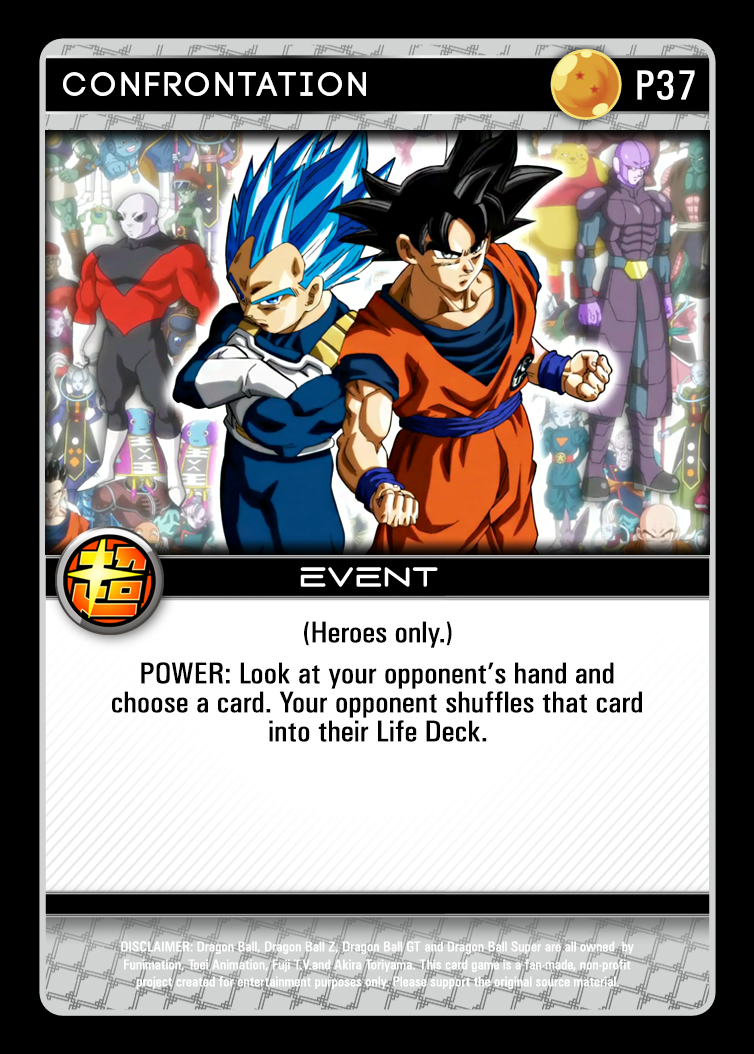 CONFRONTATION P37
EVENT
(Heroes only.)
POWER: Look at your opponent's hand and
choose a card. Your opponent shuffles that card
into their Life Deck.
DISCLAIMER: Dragon Ball, Dragon Ball Z, Dragon Ball GT and Dragon Ball Super are all owned by
Funimation, Toei Animation, Fuji T.V.and Akira Toriyama. This card game is a fan-made, non-profit
project created for entertainment purposes only. Please support the original source material.